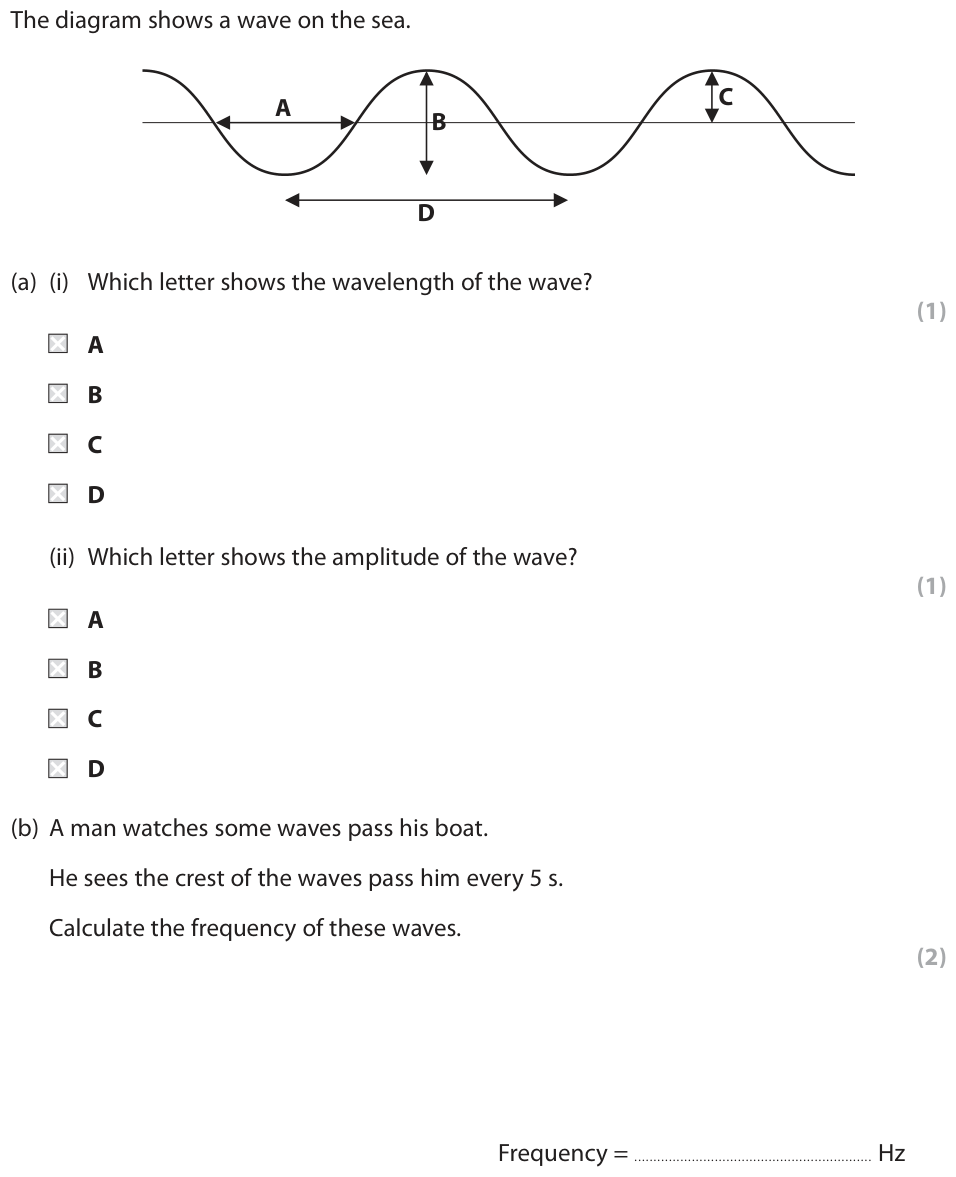 The diagram shows a wave on the sea.
A
B
C
D
(a) (i) Which letter shows the wavelength of the wave?
(1)
A
B
C
D
(ii) Which letter shows the amplitude of the wave?
(1)
A
B
C
D
(b) A man watches some waves pass his boat.
He sees the crest of the waves pass him every 5 s.
Calculate the frequency of these waves.
(2)
Frequency = ............................................................. Hz